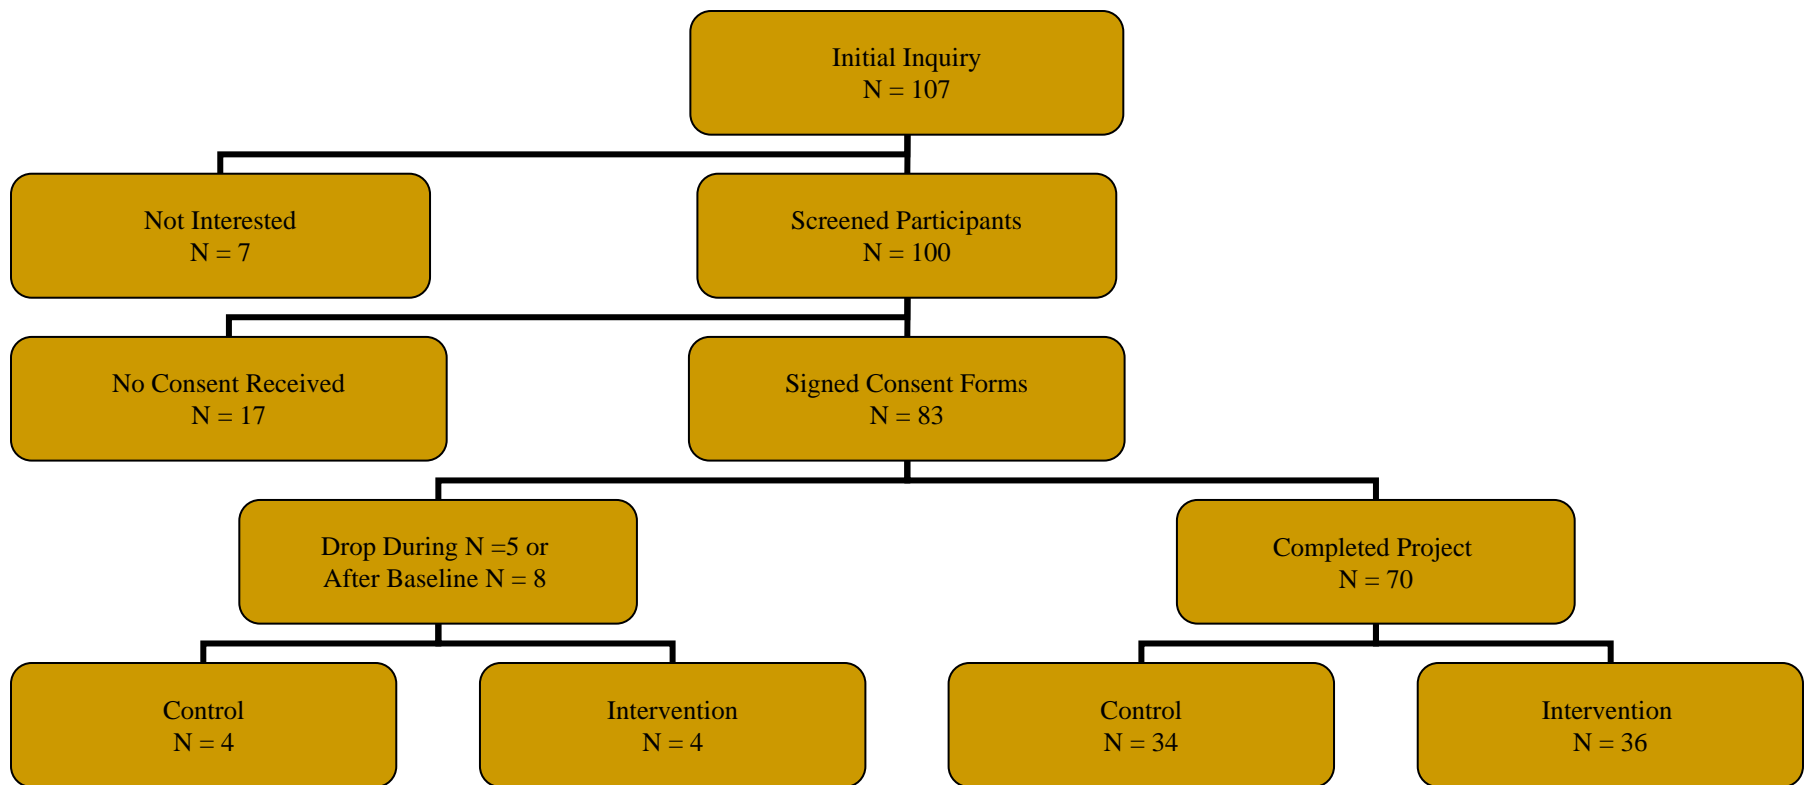 Initial Inquiry
N = 107
Not Interested
N = 7
Screened Participants
N = 100
No Consent Received
N = 17
Signed Consent Forms
N = 83
Drop During N =5 or
After Baseline N = 8
Completed Project
N = 70
Control
N = 4
Intervention
N = 4
Control
N = 34
Intervention
N = 36